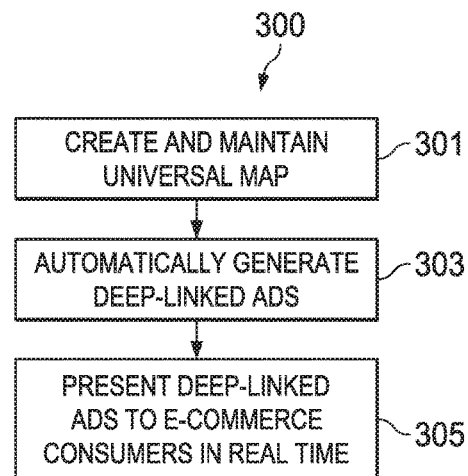 300
CREATE AND MAINTAIN
UNIVERSAL MAP
301
AUTOMATICALLY GENERATE
DEEP-LINKED ADS
303
PRESENT DEEP-LINKED
ADS TO E-COMMERCE
CONSUMERS IN REAL TIME
305